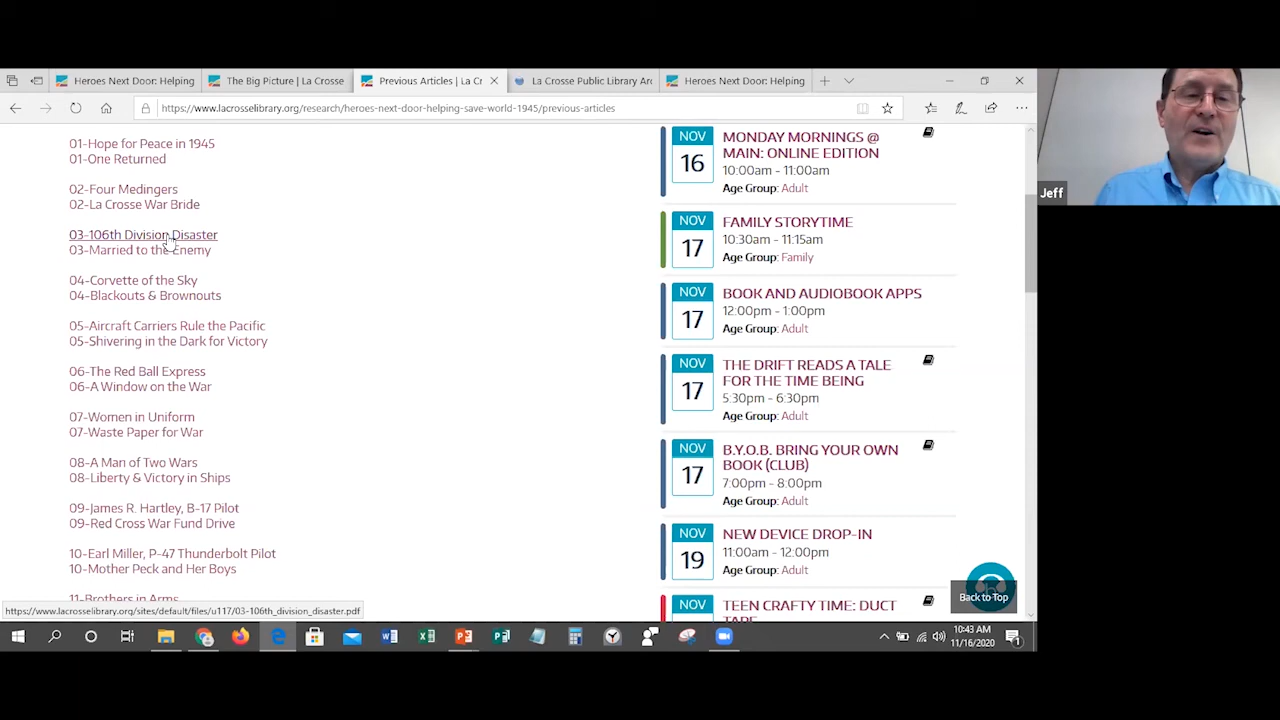 Heroes Next Door: Helping
The Big Picture | La Crosse
Previous Articles | La Cr
La Crosse Public Library Arc
Heroes Next Door: Helping
https://www.lacrosselibrary.org/research/heroes-next-door-helping-save-world-1945/previous-articles
01-Hope for Peace in 1945
01-One Returned
02-Four Medingers
02-La Crosse War Bride
03-106th Division Disaster
03-Married to the Enemy
04-Corvette of the Sky
04-Blackouts & Brownouts
05-Aircraft Carriers Rule the Pacific
05-Shivering in the Dark for Victory
06-The Red Ball Express
06-A Window on the War
07-Women in Uniform
07-Waste Paper for War
08-A Man of Two Wars
08-Liberty & Victory in Ships
09-James R. Hartley, B-17 Pilot
09-Red Cross War Fund Drive
10-Earl Miller, P-47 Thunderbolt Pilot
10-Mother Peck and Her Boys
11-Brothers in Arms
https://www.lacrosselibrary.org/sites/default/files/u117/03-106th_division_disaster.pdf
NOV
16
MONDAY MORNINGS @
MAIN: ONLINE EDITION
10:00am - 11:00am
Age Group: Adult
NOV
17
FAMILY STORYTIME
10:30am - 11:15am
Age Group: Family
NOV
17
BOOK AND AUDIOBOOK APPS
12:00pm - 1:00pm
Age Group: Adult
NOV
17
THE DRIFT READS A TALE
FOR THE TIME BEING
5:30pm - 6:30pm
Age Group: Adult
NOV
17
B.Y.O.B. BRING YOUR OWN
BOOK (CLUB)
7:00pm - 8:00pm
Age Group: Adult
NOV
19
NEW DEVICE DROP-IN
11:00am - 12:00pm
Age Group: Adult
NOV
TEEN CRAFTY TIME: DUCT
TAPE
Back to Top
Jeff
10:43 AM
11/16/2020